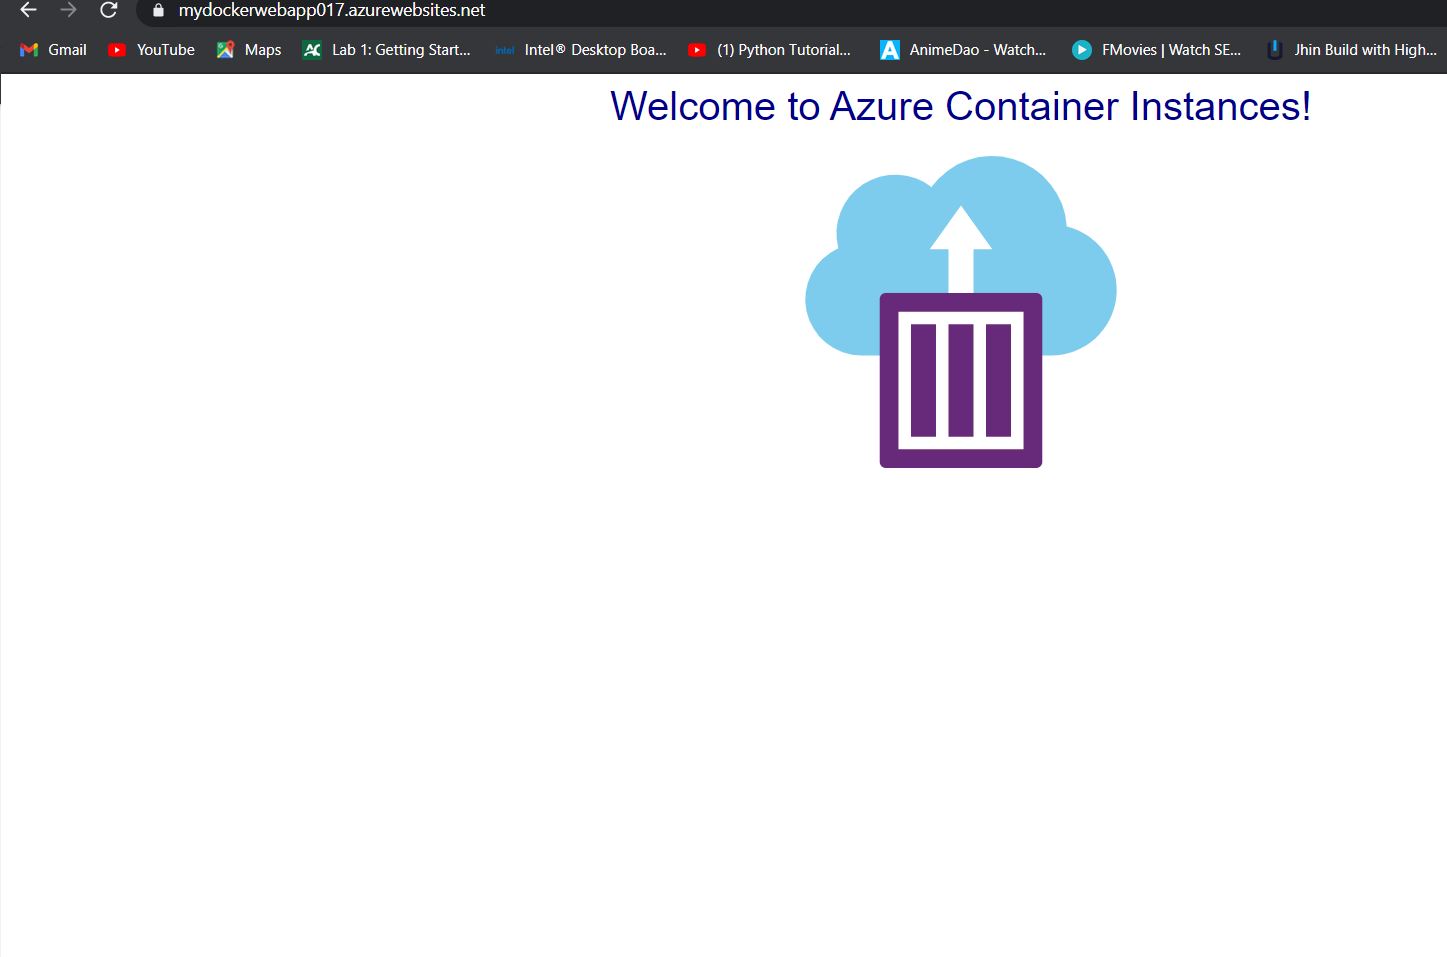 mydockerwebapp017.azurewebsites.net
Gmail YouTube Maps Lab 1: Getting Start... Intel® Desktop Boa... (1) Python Tutorial... AnimeDao - Watch... FMovies | Watch SE... Jhin Build with High...
Welcome to Azure Container Instances!